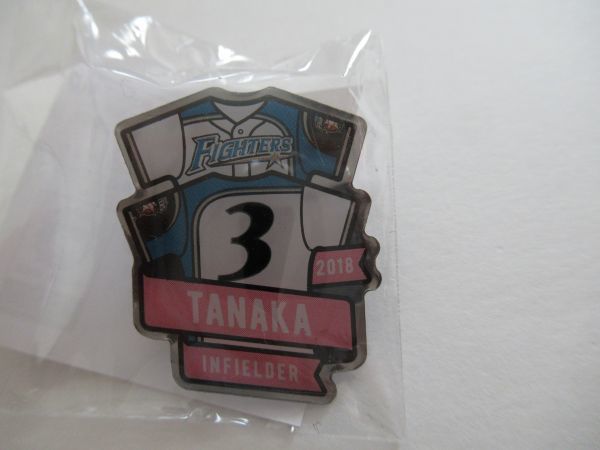 FIGHTERS
3
2018
TANAKA
INFIELDER